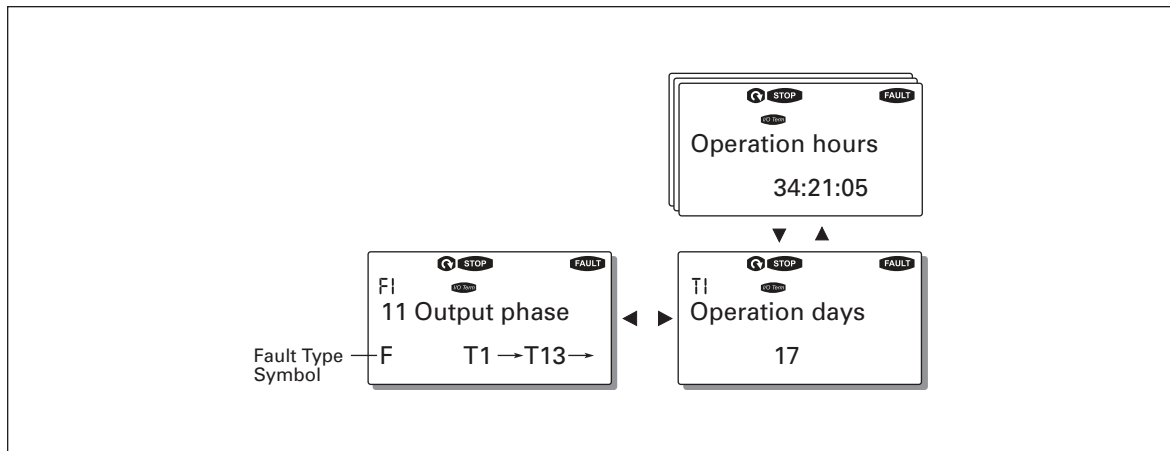 STOP FAULT
I/O Term
Operation hours
34:21:05
▼ ▲
STOP FAULT
F1 I/O Term
11 Output phase
Fault Type Symbol
F T1→T13→
◄ ►
STOP FAULT
T1 I/O Term
Operation days
17